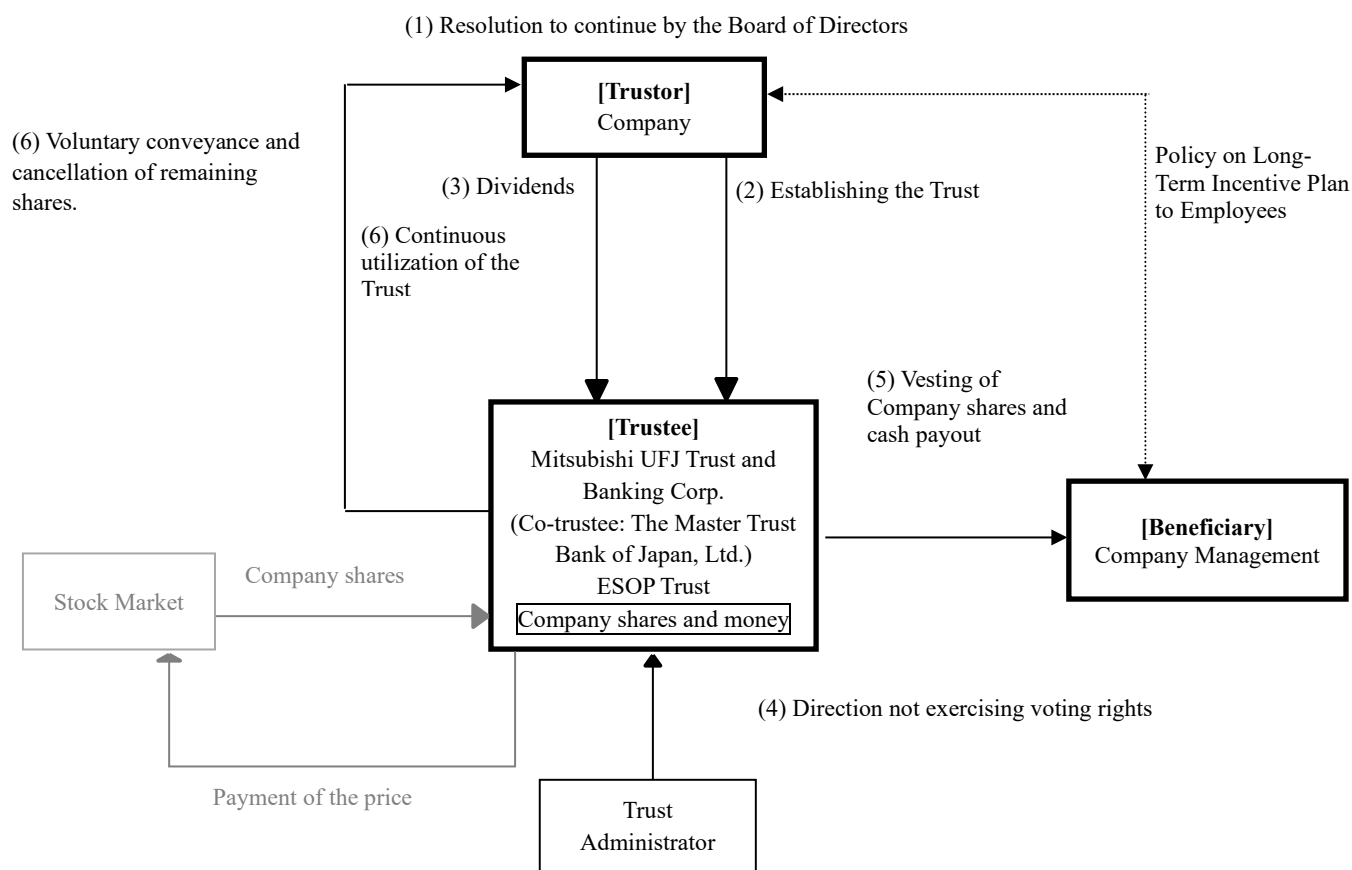 (1) Resolution to continue by the Board of Directors
[Trustor]
Company
(6) Voluntary conveyance and
cancellation of remaining
shares.
(3) Dividends
(2) Establishing the Trust
Policy on Long-
Term Incentive Plan
to Employees
(6) Continuous
utilization of the
Trust
(5) Vesting of
Company shares and
cash payout
[Trustee]
Mitsubishi UFJ Trust and
Banking Corp.
(Co-trustee: The Master Trust
Bank of Japan, Ltd.)
ESOP Trust
Company shares and money
[Beneficiary]
Company Management
Company shares
Stock Market
(4) Direction not exercising voting rights
Payment of the price
Trust
Administrator